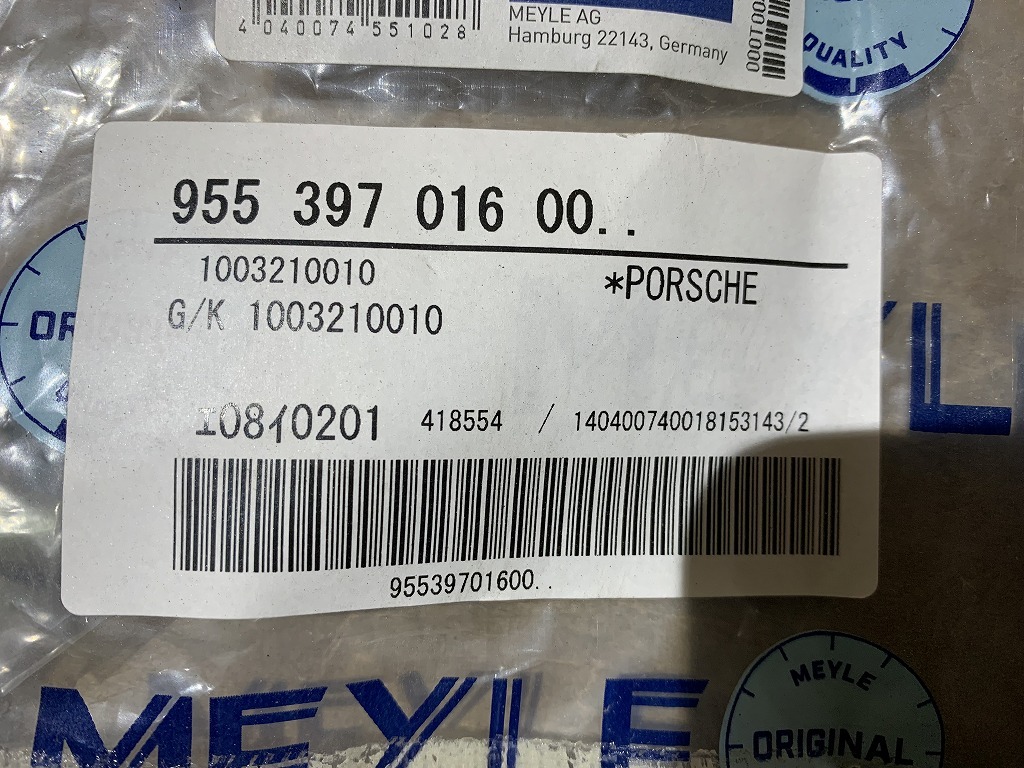 4 040074 551028
MEYLE AG
Hamburg 22143, Germany
QUALITY
955 397 016 00..
1003210010
*PORSCHE
G/K 1003210010
I0810201 418554 / 140400740018153143/2
95539701600..
MEYLE
MEYLE
ORIGINAL